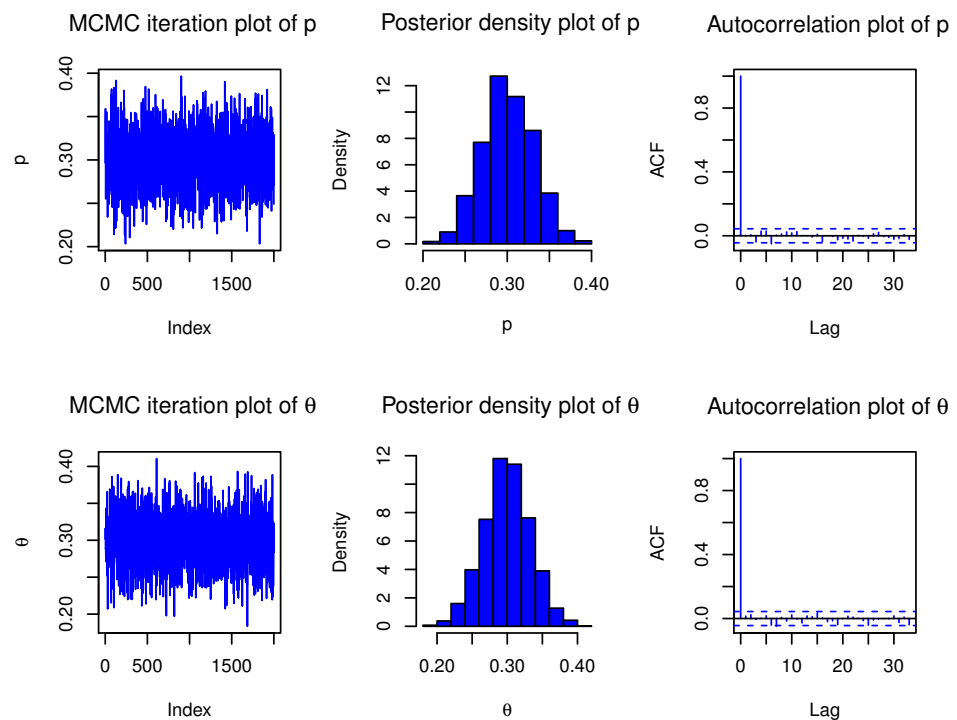 MCMC iteration plot of p
p
0.20 0.30 0.40
0 500 1500
Index
Posterior density plot of p
Density
0 2 4 6 8 12
0.20 0.30 0.40
p
Autocorrelation plot of p
ACF
0.0 0.4 0.8
0 10 20 30
Lag
MCMC iteration plot of θ
θ
0.20 0.30 0.40
0 500 1500
Index
Posterior density plot of θ
Density
0 2 4 6 8 12
0.20 0.30 0.40
θ
Autocorrelation plot of θ
ACF
0.0 0.4 0.8
0 10 20 30
Lag